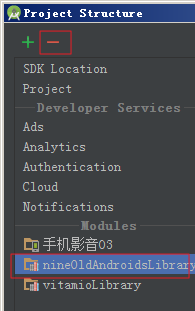 Project Structure
SDK Location
Project
Developer Services
Ads
Analytics
Authentication
Cloud
Notifications
Modules
手机影音03
nineOldAndroidsLibrary
vitamioLibrary